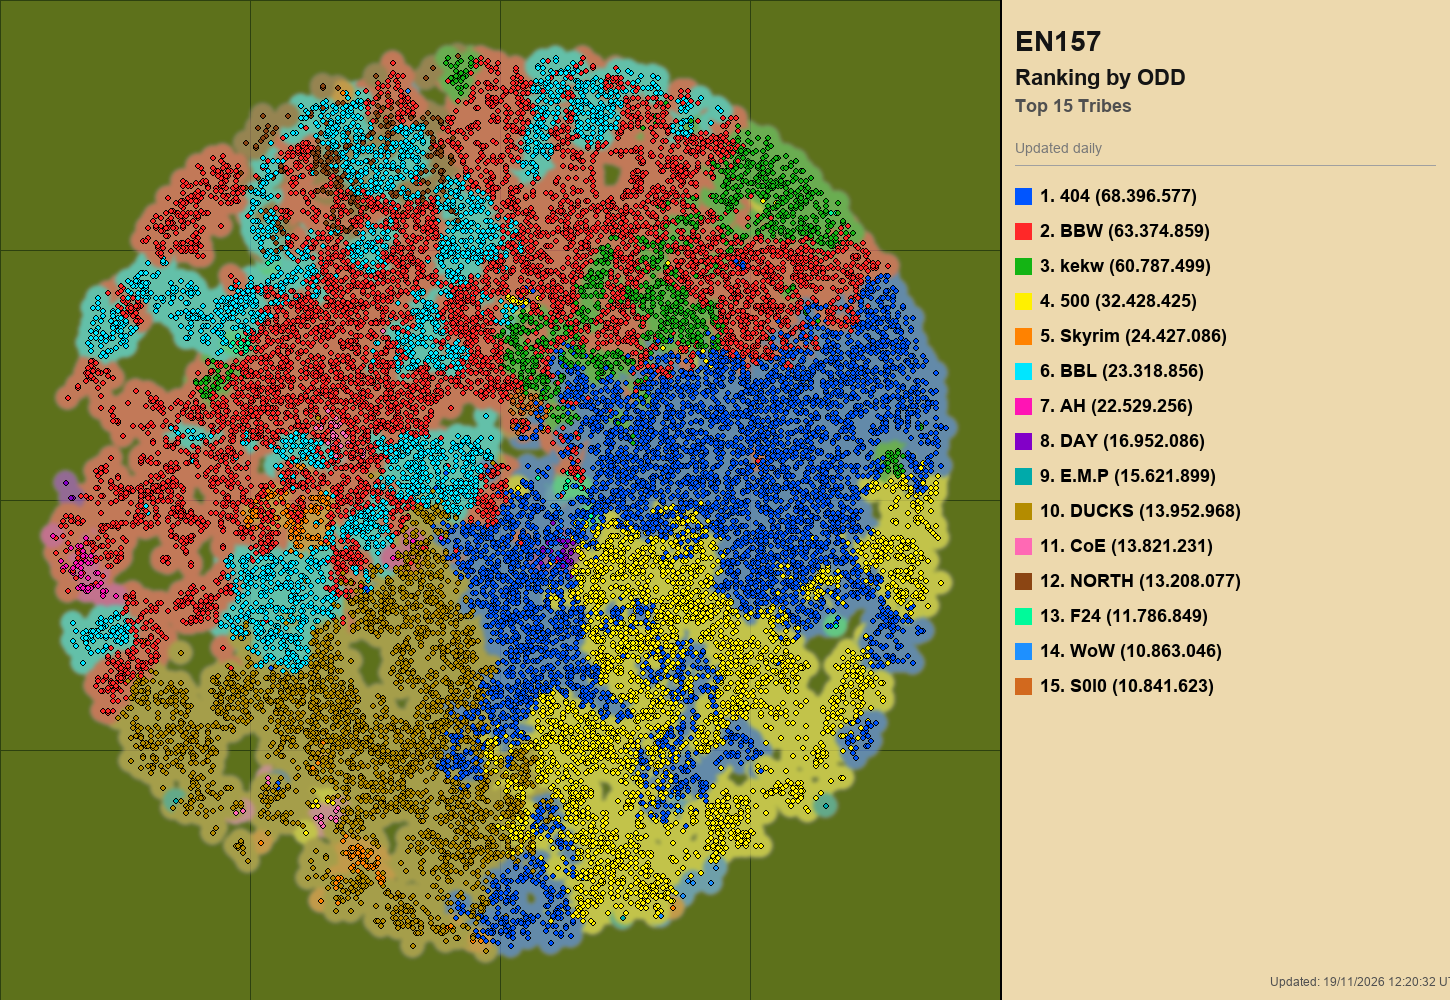 EN157
Ranking by ODD
Top 15 Tribes
Updated daily
1. 404 (68.396.577)
2. BBW (63.374.859)
3. kekw (60.787.499)
4. 500 (32.428.425)
5. Skyrim (24.427.086)
6. BBL (23.318.856)
7. AH (22.529.256)
8. DAY (16.952.086)
9. E.M.P (15.621.899)
10. DUCKS (13.952.968)
11. CoE (13.821.231)
12. NORTH (13.208.077)
13. F24 (11.786.849)
14. WoW (10.863.046)
15. S0l0 (10.841.623)
Updated: 19/11/2026 12:20:32 U